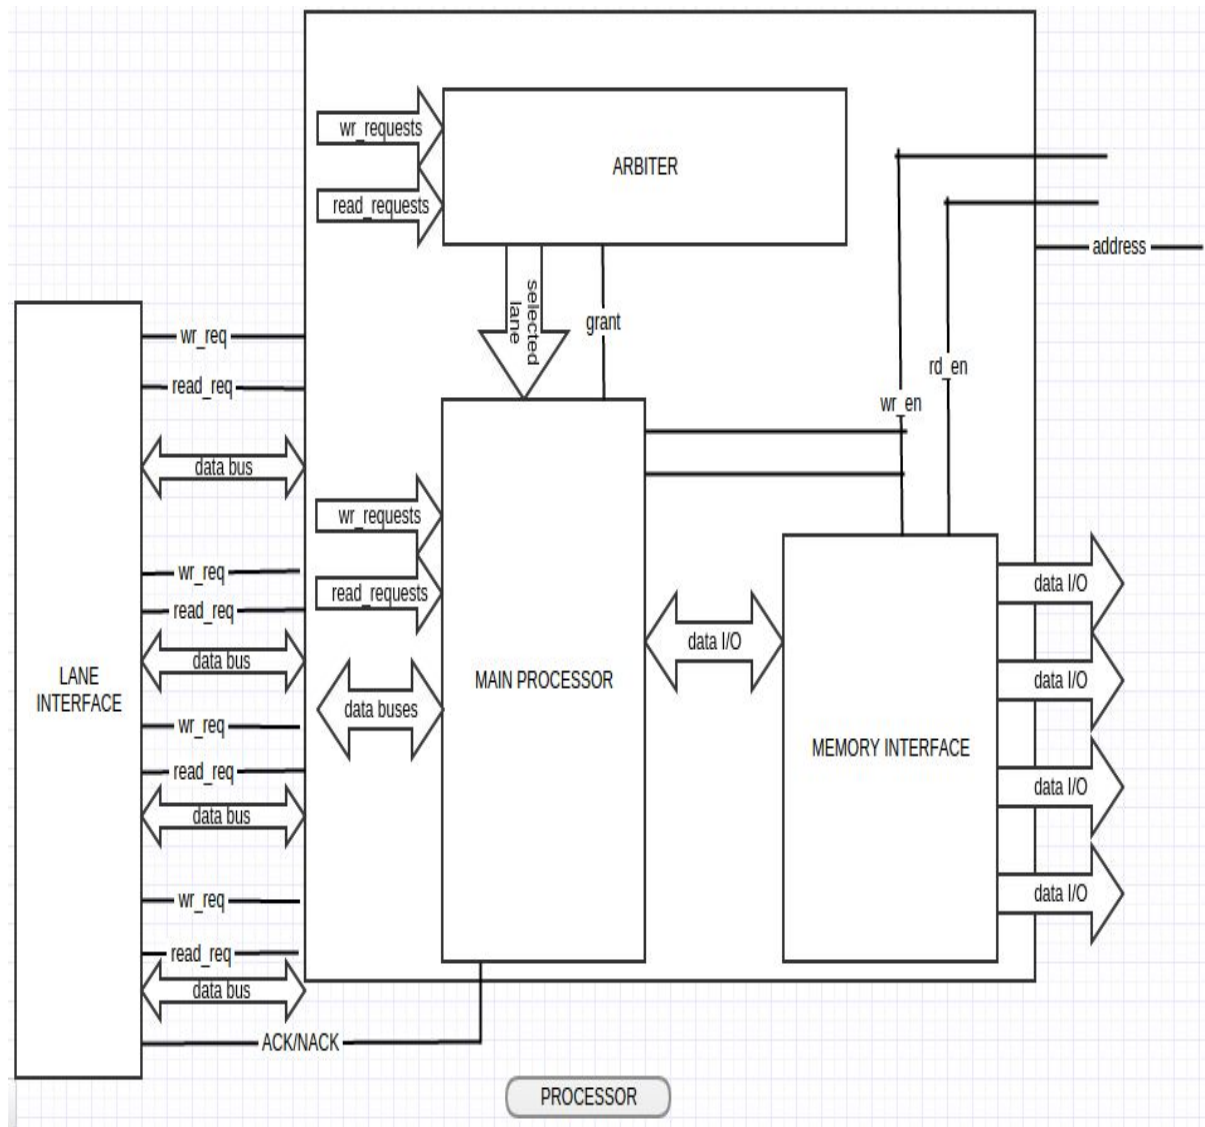 wr_requests
ARBITER
read_requests
address
selected
lane
grant
wr_req
rd_en
read_req
wr_en
data bus
wr_requests
wr_req
data I/O
read_requests
read_req
data I/O
data bus
LANE
INTERFACE
MAIN PROCESSOR
data I/O
data buses
wr_req
MEMORY INTERFACE
read_req
data I/O
data bus
wr_req
data I/O
read_req
data bus
ACK/NACK
PROCESSOR